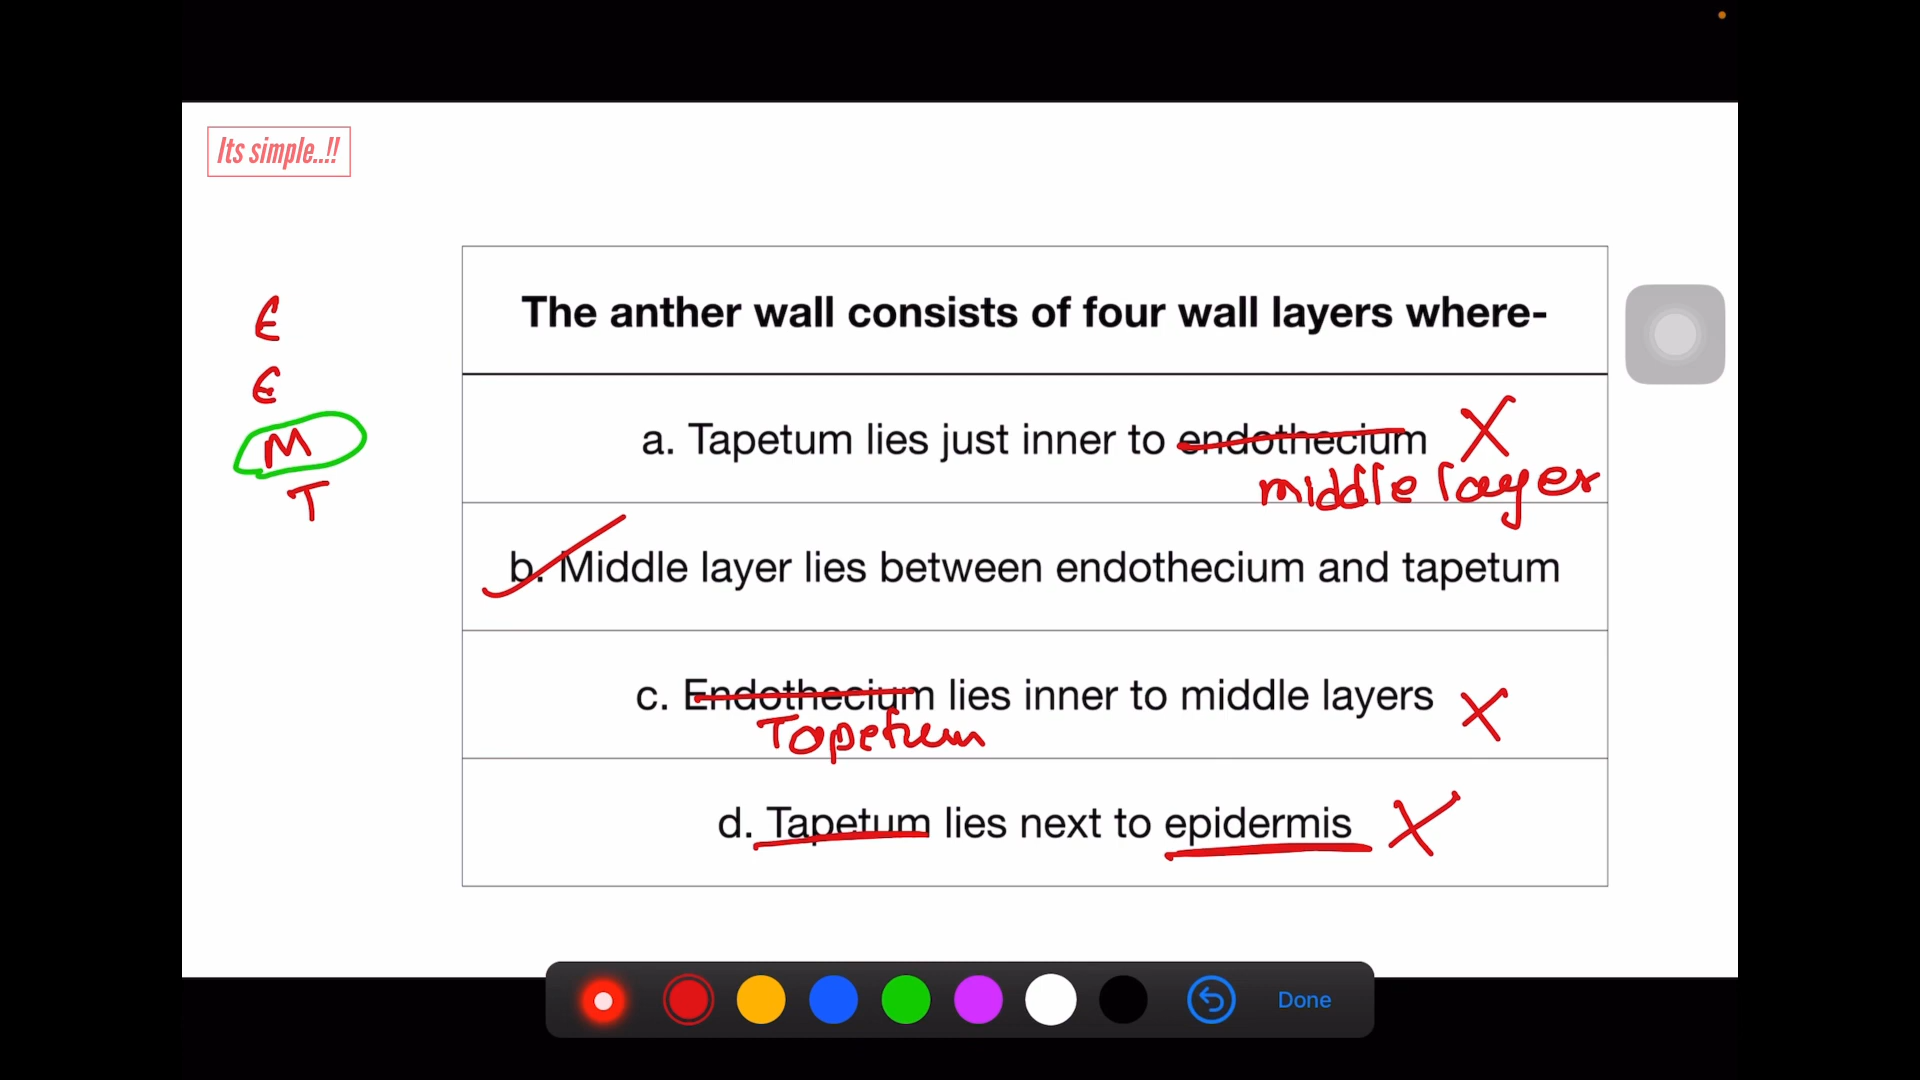 Its simple..!!
The anther wall consists of four wall layers where-
E
E
M
T
a. Tapetum lies just inner to endothecium
middle layer
b. Middle layer lies between endothecium and tapetum
c. Endothecium lies inner to middle layers
Tapetum
d. Tapetum lies next to epidermis
Done